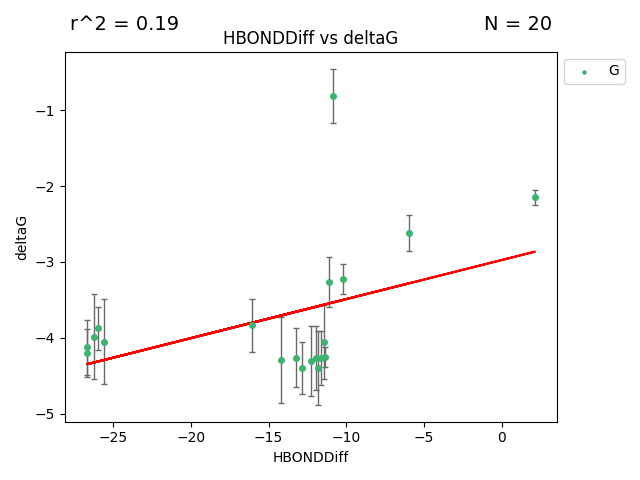 r^2 = 0.19
N = 20
HBONDDiff vs deltaG
G
−1
−2
−3
−4
−5
deltaG
−25
−20
−15
−10
−5
0
HBONDDiff